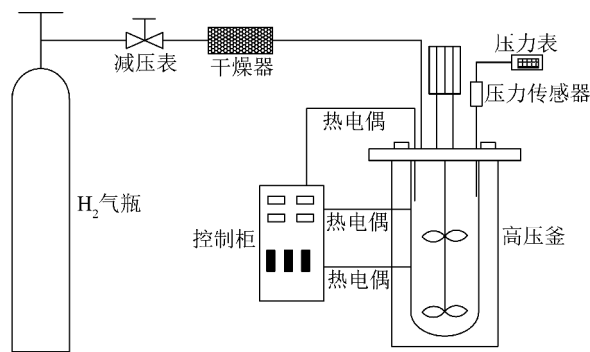 压力表
减压表
干燥器
压力传感器
热电偶
H₂气瓶
热电偶
控制柜
高压釜
热电偶